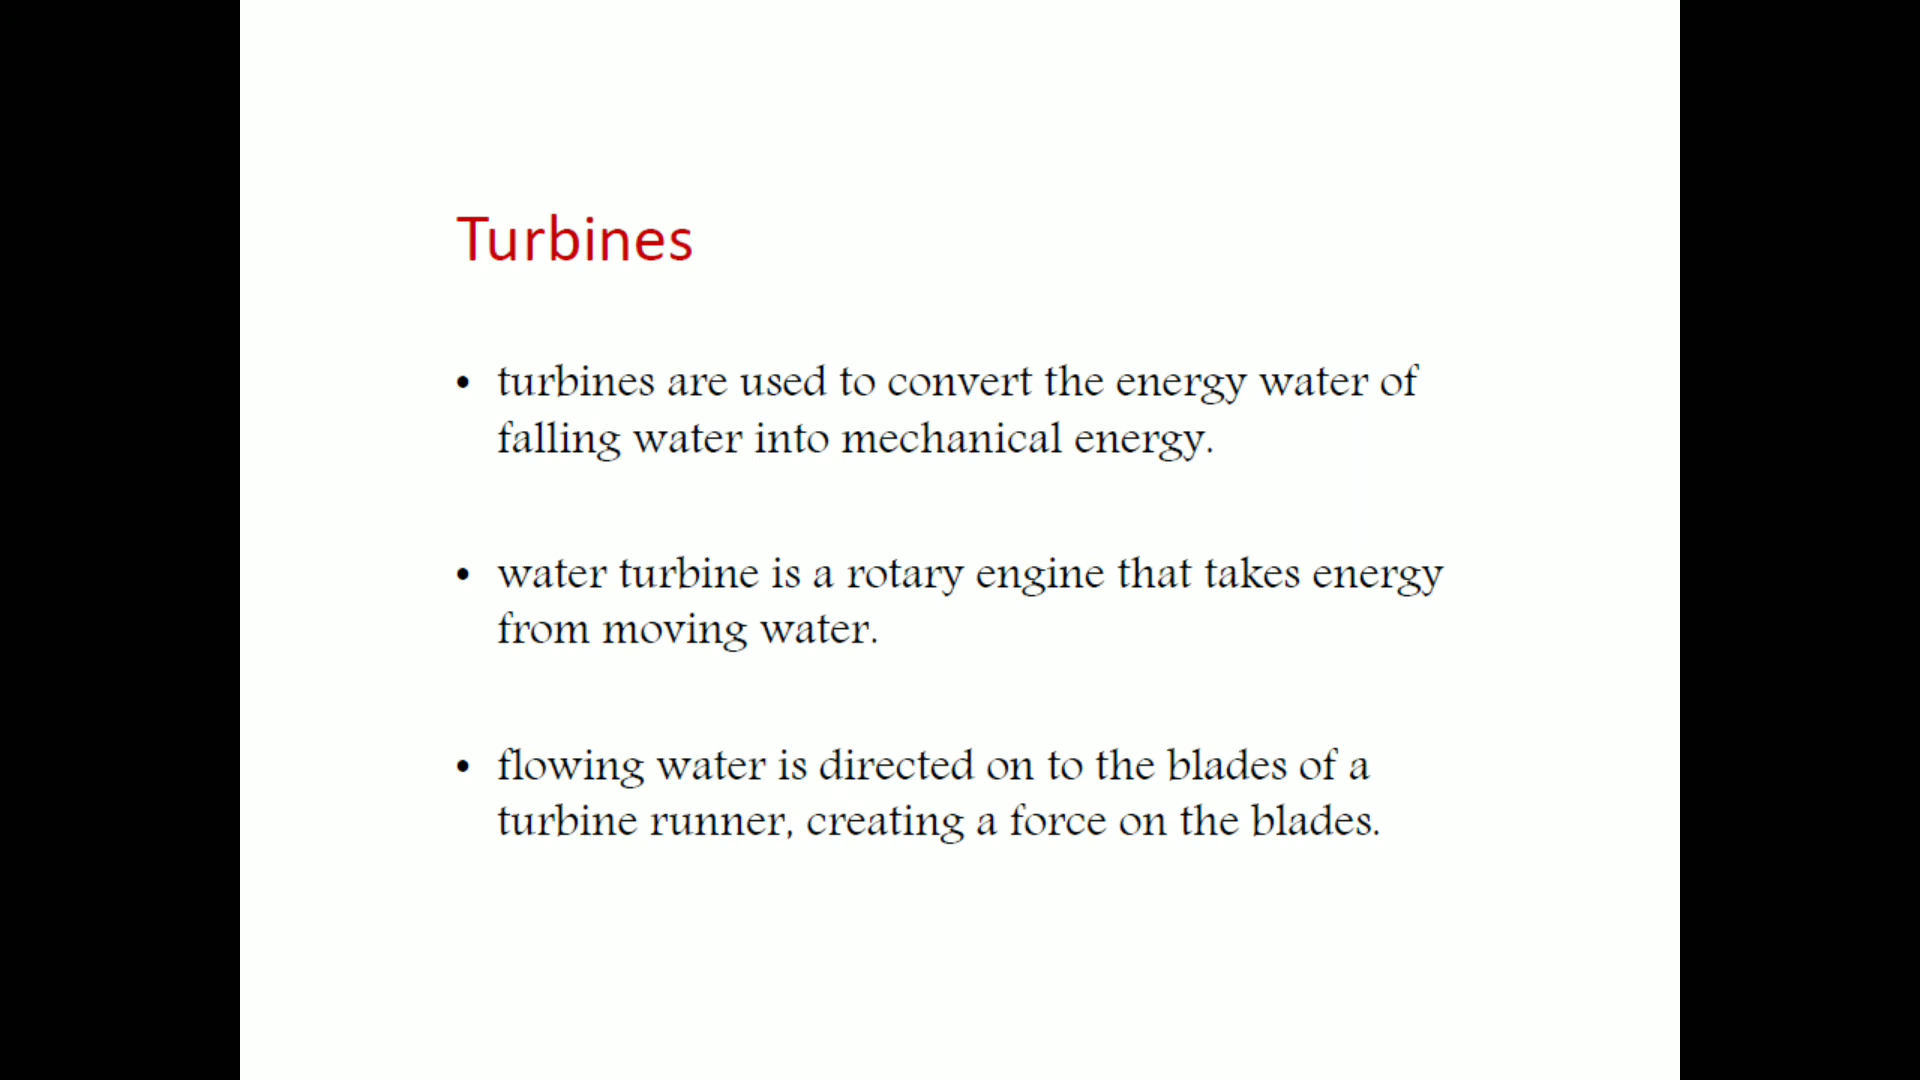 Turbines
• turbines are used to convert the energy water of
falling water into mechanical energy.
• water turbine is a rotary engine that takes energy
from moving water.
• flowing water is directed on to the blades of a
turbine runner, creating a force on the blades.